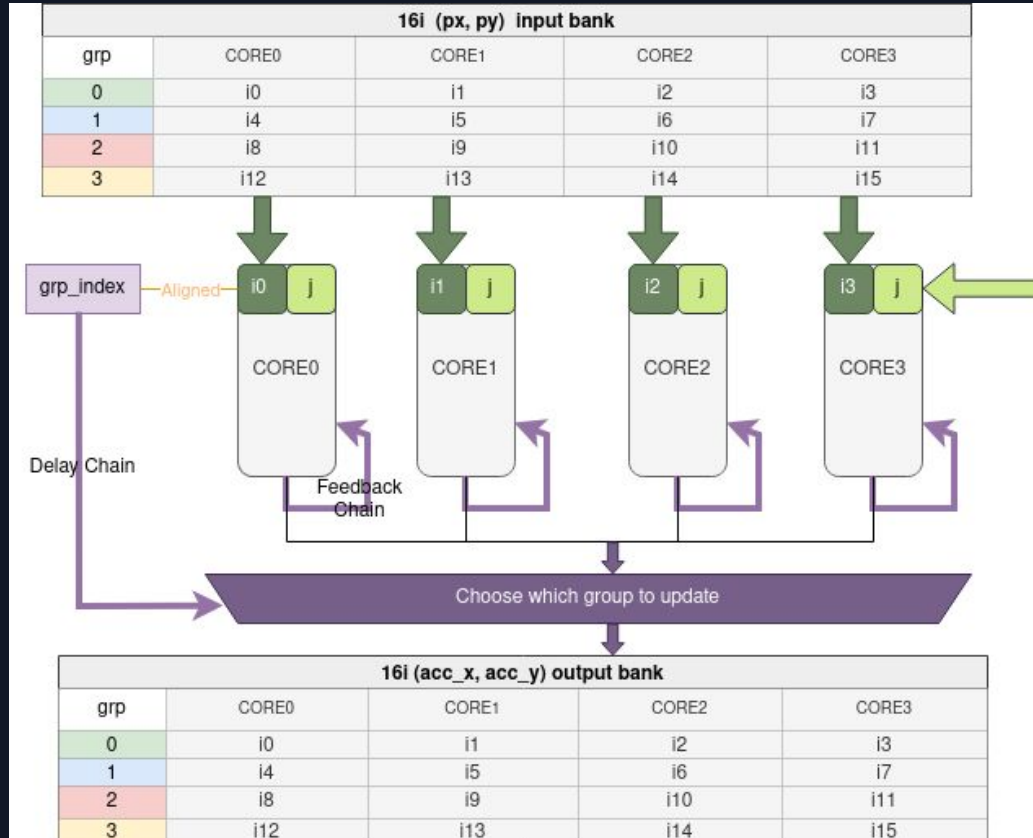 16i (px, py) input bank
grp CORE0 CORE1 CORE2 CORE3
0 i0 i1 i2 i3
1 i4 i5 i6 i7
2 i8 i9 i10 i11
3 i12 i13 i14 i15
grp_index Aligned i0 j i1 j i2 j i3 j
CORE0 CORE1 CORE2 CORE3
Delay Chain
Feedback
Chain
Choose which group to update
16i (acc_x, acc_y) output bank
grp CORE0 CORE1 CORE2 CORE3
0 i0 i1 i2 i3
1 i4 i5 i6 i7
2 i8 i9 i10 i11
3 i12 i13 i14 i15